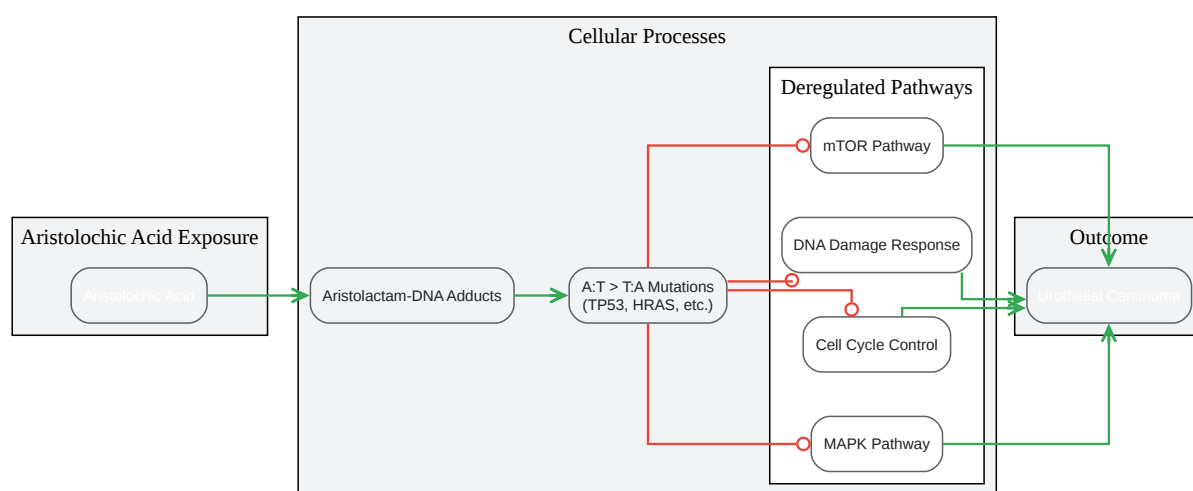 Cellular Processes
Deregulated Pathways
mTOR Pathway
Aristolochic Acid Exposure
DNA Damage Response
Outcome
Aristolochic Acid
Aristolactam-DNA Adducts
A:T > T:A Mutations
(TP53, HRAS, etc.)
Urothelial Carcinoma
Cell Cycle Control
MAPK Pathway